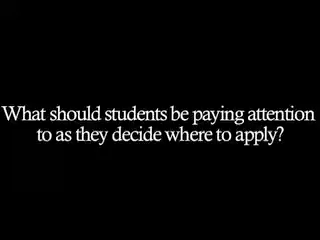 What should students be paying attention
to as they decide where to apply?